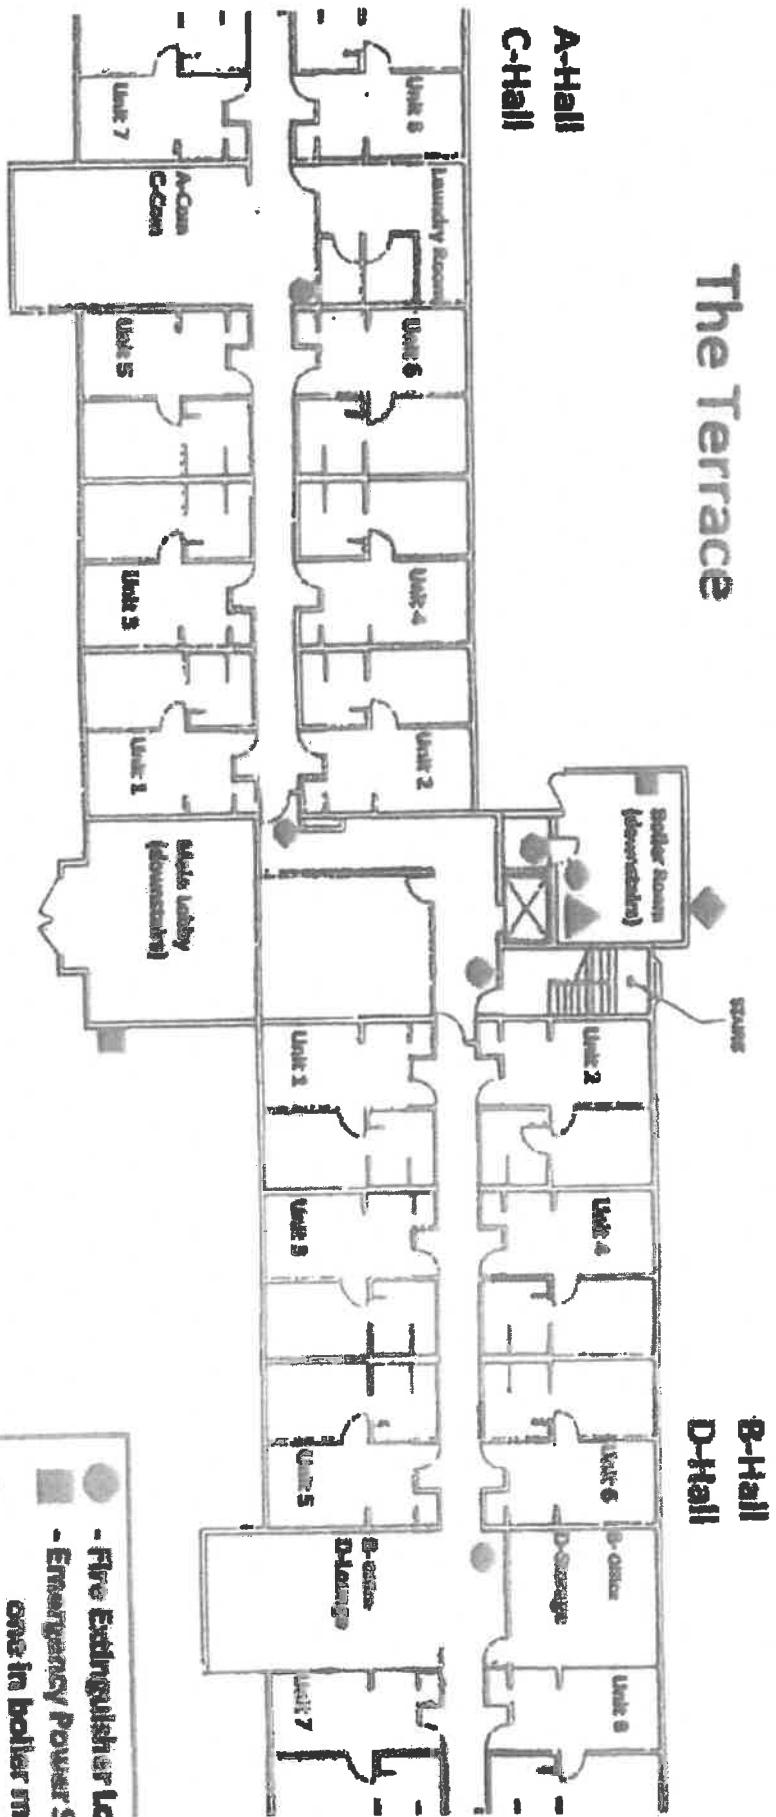 The Terrace
A-Hall
C-Hall
B-Hall
D-Hall
Unit 8
Laundry Room
Unit 6
Unit 4
Unit 2
Unit 7
A-Com
C-Com
Unit 5
Unit 3
Unit 1
Boiler Room
(downstairs)
Main Lobby
(downstairs)
STAIRS
Unit 2
Unit 4
Unit 6
B-Office
D-Storage
Unit 8
Unit 1
Unit 3
Unit 5
D-Lounge
Unit 7
- Fire Extinguisher Lo
- Emergency Power S
one in boiler